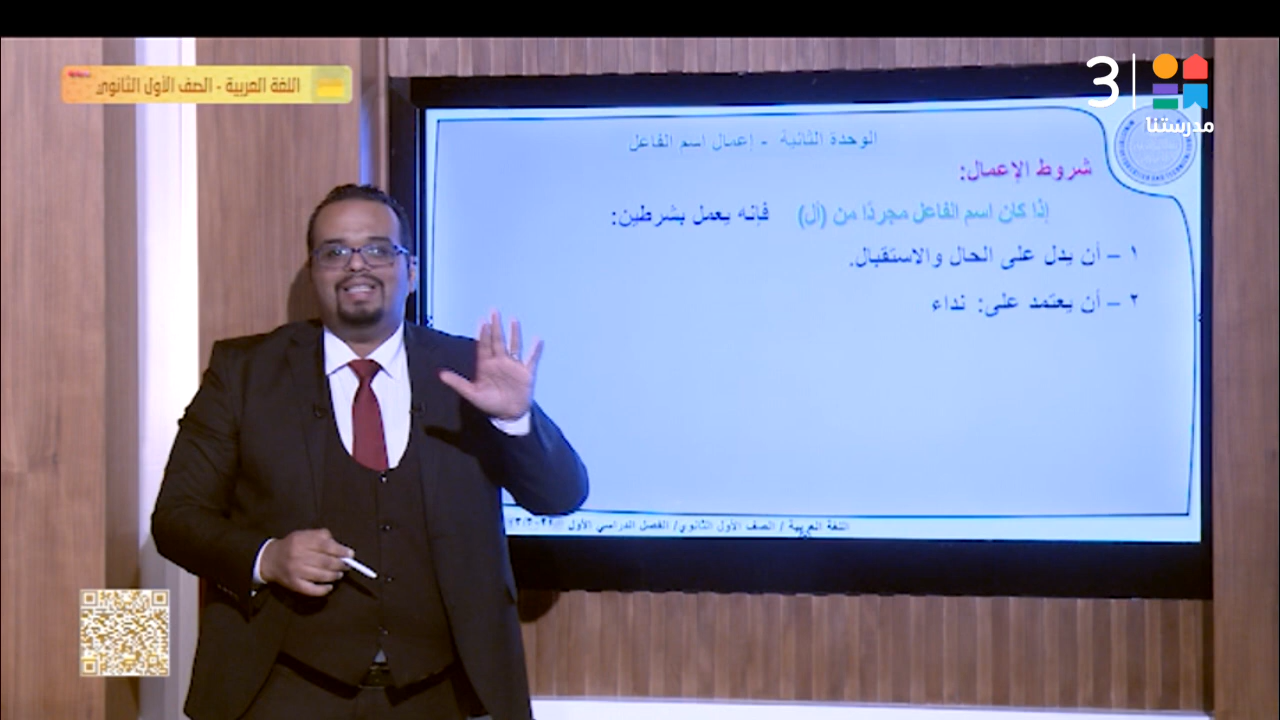 اللغة العربية - الصف الأول الثانوي
3
مدرستنا
الوحدة الثانية - إعمال اسم الفاعل
شروط الإعمال:
إذا كان اسم الفاعل مجردًا من (أل) فإنه يعمل بشرطين:
١ – أن يدل على الحال والاستقبال.
٢ – أن يعتمد على: نداء
اللغة العربية / الصف الأول الثانوي/ الفصل الدراسي الأول